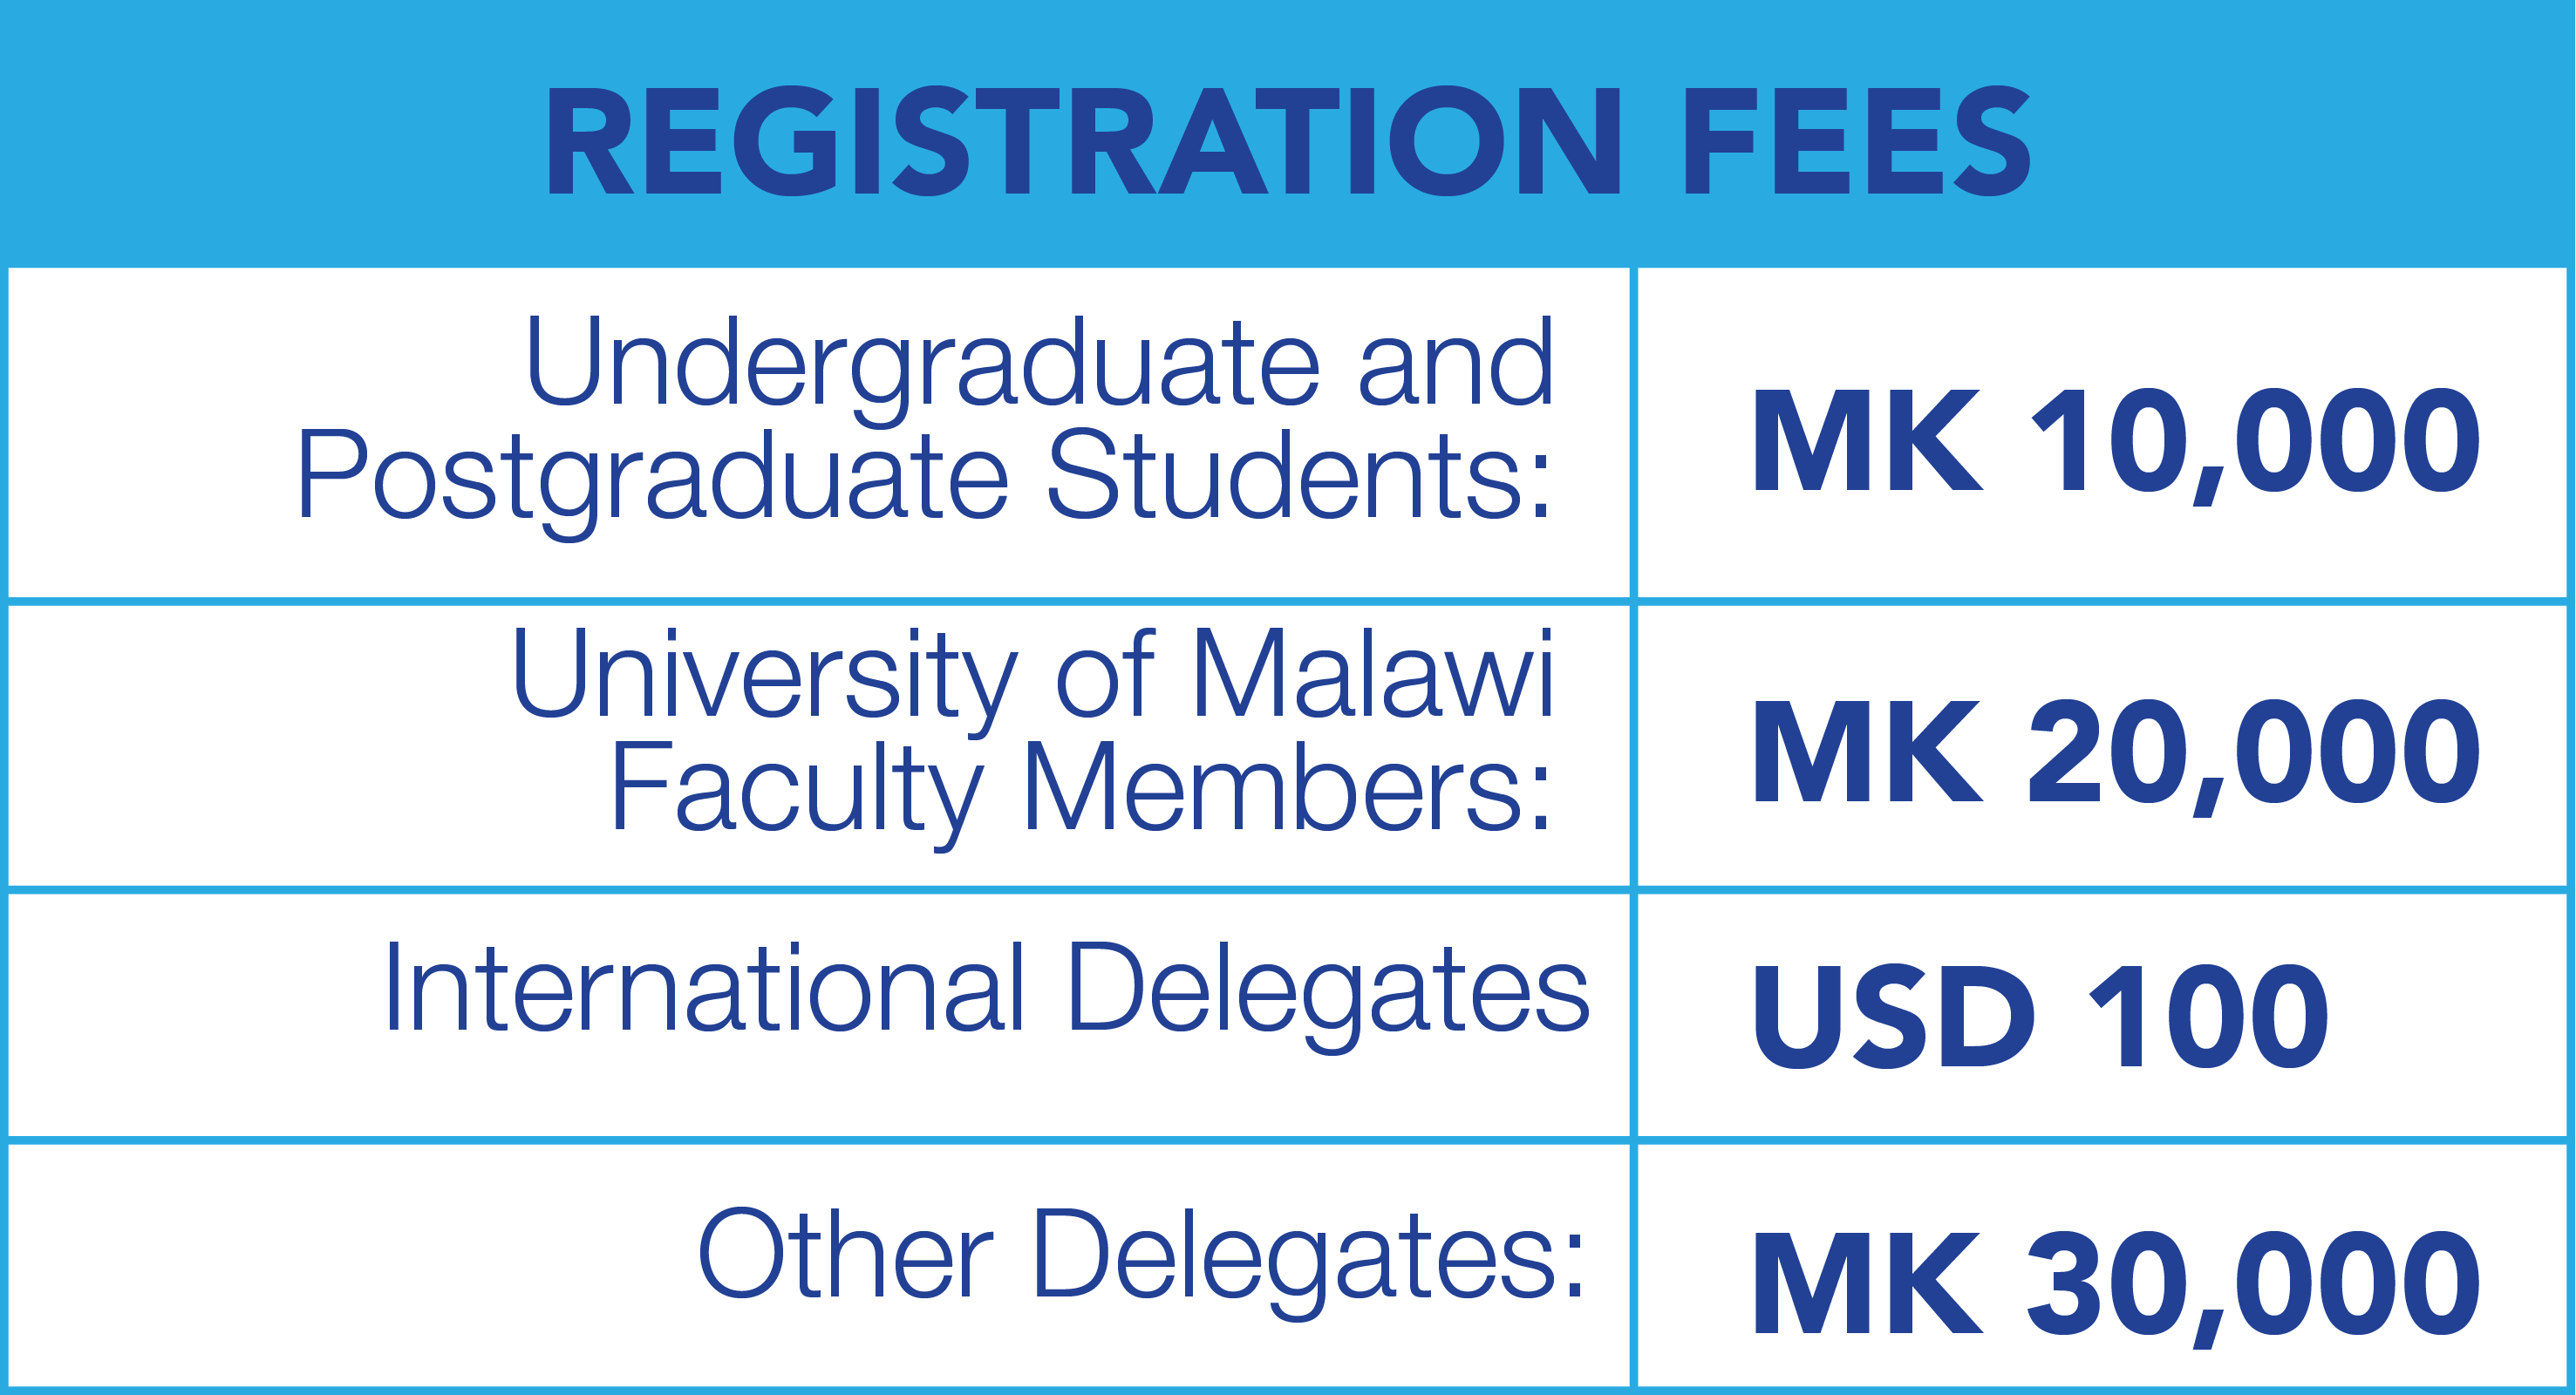 REGISTRATION FEES
Undergraduate and
Postgraduate Students:
MK 10,000
University of Malawi
Faculty Members:
MK 20,000
International Delegates
USD 100
Other Delegates:
MK 30,000